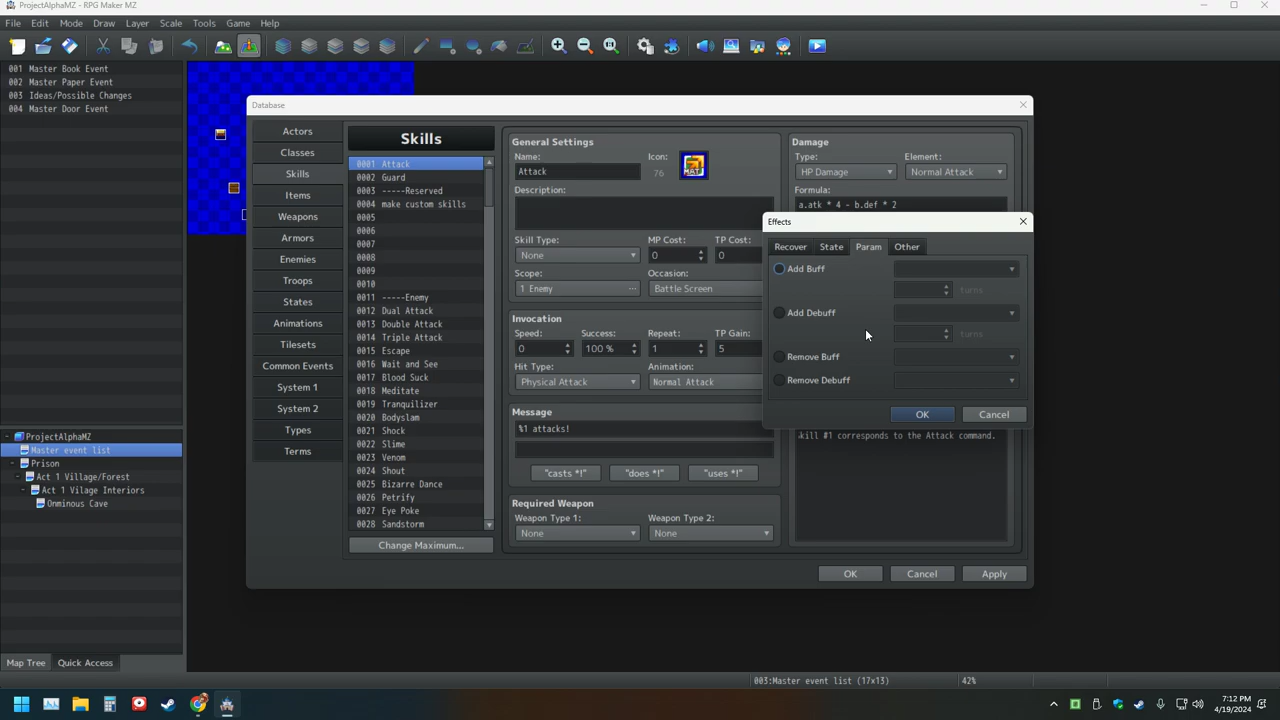 ProjectAlphaMZ - RPG Maker MZ
File Edit Mode Draw Layer Scale Tools Game Help
001 Master Book Event
002 Master Paper Event
003 Ideas/Possible Changes
004 Master Door Event
ProjectAlphaMZ
Master event list
Prison
Act 1 Village/Forest
Act 1 Vilage Interiors
Onminous Cave
Map Tree Quick Access
Database
Actors
Classes
Skills
Items
Weapons
Armors
Enemies
Troops
States
Animations
Tilesets
Common Events
System 1
System 2
Types
Terms
Skills
0001 Attack
0002 Guard
0003 -----Reserved
0004 make custom skills
0005
0006
0007
0008
0009
0010
0011 -----Enemy
0012 Dual Attack
0013 Double Attack
0014 Triple Attack
0015 Escape
0016 Wait and See
0017 Blood Suck
0018 Meditate
0019 Tranquilizer
0020 Bodyslam
0021 Shock
0022 Slime
0023 Venom
0024 Shout
0025 Bizarre Dance
0026 Petrify
0027 Eye Poke
0028 Sandstorm
Change Maximum...
General Settings
Name: Icon:
Attack 76 MAT
Description:
Skill Type: MP Cost: TP Cost:
None 0 0
Scope: Occasion:
1 Enemy ... Battle Screen
Invocation
Speed: Success: Repeat: TP Gain:
0 100 % 1 5
Hit Type: Animation:
Physical Attack Normal Attack
Message
%1 attacks!
"casts *!" "does *!" "uses *!"
Required Weapon
Weapon Type 1: Weapon Type 2:
None None
Damage
Type: Element:
HP Damage Normal Attack
Formula:
a.atk * 4 - b.def * 2
Effects
Recover State Param Other
Add Buff
turns
Add Debuff
turns
Remove Buff
Remove Debuff
OK Cancel
kill #1 corresponds to the Attack command.
OK Cancel Apply
003:Master event list (17x13) 42%
7:12 PM
4/19/2024